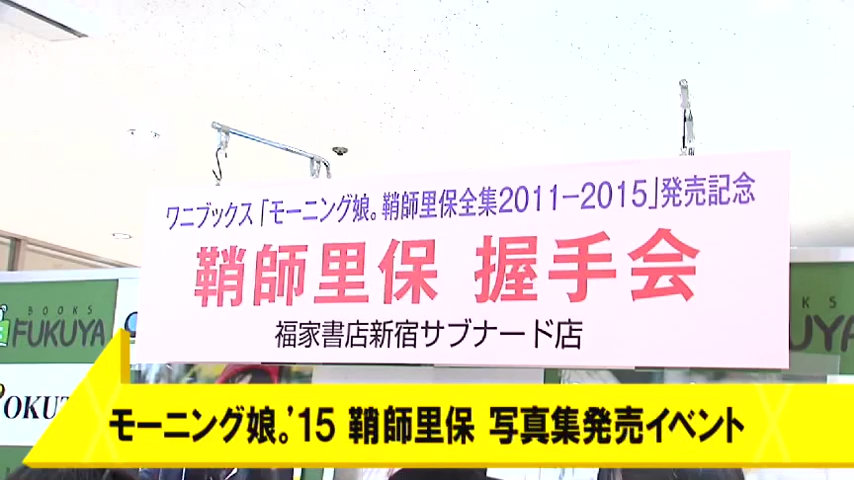 ワニブックス「モーニング娘。鞘師里保全集2011-2015」発売記念
鞘師里保 握手会
福家書店新宿サブナード店
BOOKS
FUKUYA
KS
UYA
OKUT
モーニング娘。'15 鞘師里保 写真集発売イベント